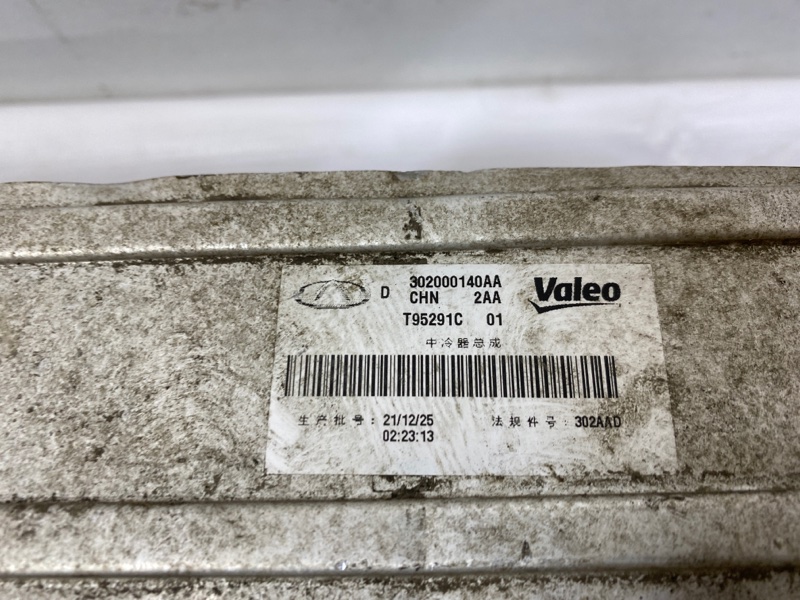 D 302000140AA
CHN 2AA
Valeo
T95291C 01
中冷器总成
生产批号: 21/12/25
法规件号: 302AAD
02:23:13